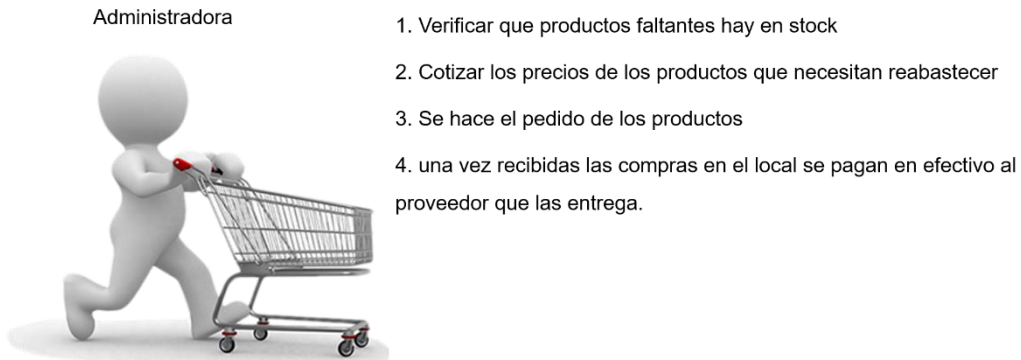 Administradora
1. Verificar que productos faltantes hay en stock
2. Cotizar los precios de los productos que necesitan reabastecer
3. Se hace el pedido de los productos
4. una vez recibidas las compras en el local se pagan en efectivo al
proveedor que las entrega.